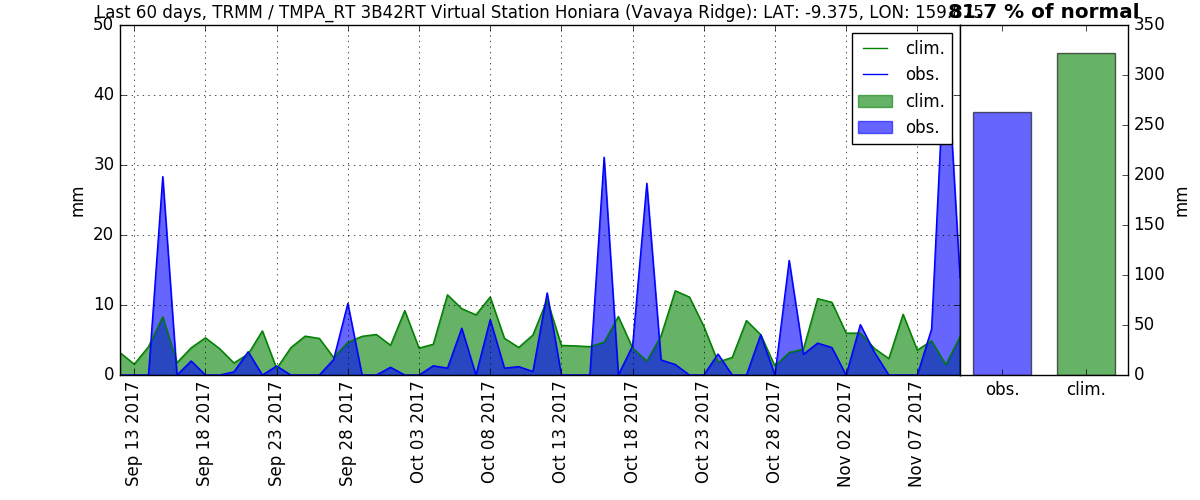 Last 60 days, TRMM / TMPA_RT 3B42RT Virtual Station Honiara (Vavaya Ridge): LAT: -9.375, LON:
81.7 % of normal
50
40
30
20
10
0
mm
clim.
obs.
clim.
obs.
350
300
250
200
150
100
50
0
mm
Sep 13 2017
Sep 18 2017
Sep 23 2017
Sep 28 2017
Oct 03 2017
Oct 08 2017
Oct 13 2017
Oct 18 2017
Oct 23 2017
Oct 28 2017
Nov 02 2017
Nov 07 2017
obs.
clim.